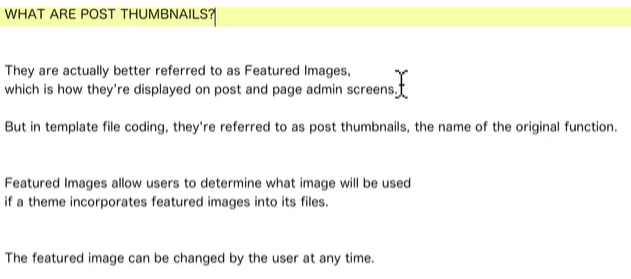 WHAT ARE POST THUMBNAILS?
They are actually better referred to as Featured Images,
which is how they're displayed on post and page admin screens.
But in template file coding, they're referred to as post thumbnails, the name of the original function.
Featured Images allow users to determine what image will be used
if a theme incorporates featured images into its files.
The featured image can be changed by the user at any time.